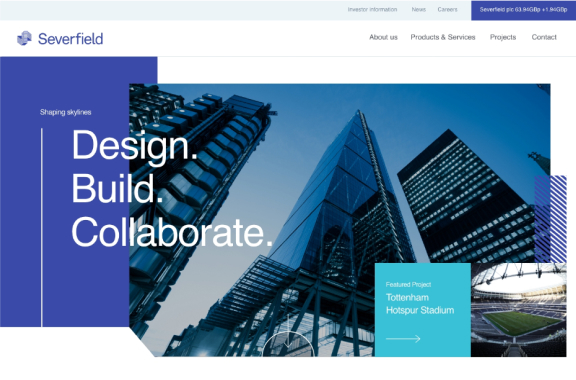 Investor information News Careers Severfield plc 63.94GBp +1.94GBp
Severfield About us Products & Services Projects Contact
Shaping skylines
Design.
Build.
Collaborate.
Featured Project
Tottenham
Hotspur Stadium